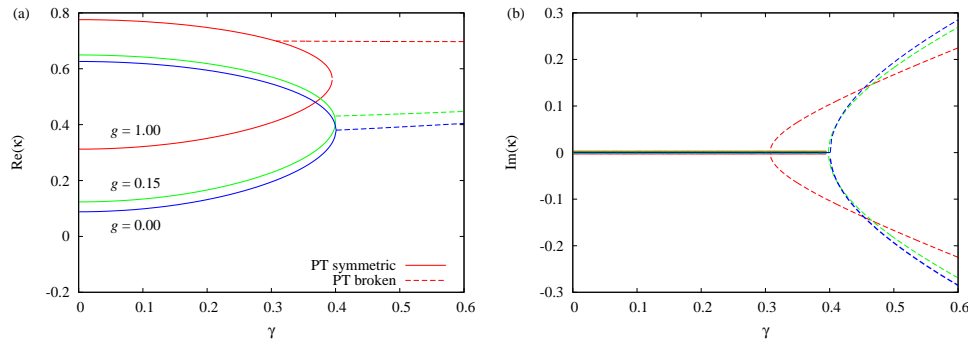 (a)
0.8
0.6
0.4
0.2
0
-0.2
Re(κ)
g = 1.00
g = 0.15
g = 0.00
PT symmetric
PT broken
0 0.1 0.2 0.3 0.4 0.5 0.6
γ
(b)
0.3
0.2
0.1
0
-0.1
-0.2
-0.3
Im(κ)
0 0.1 0.2 0.3 0.4 0.5 0.6
γ